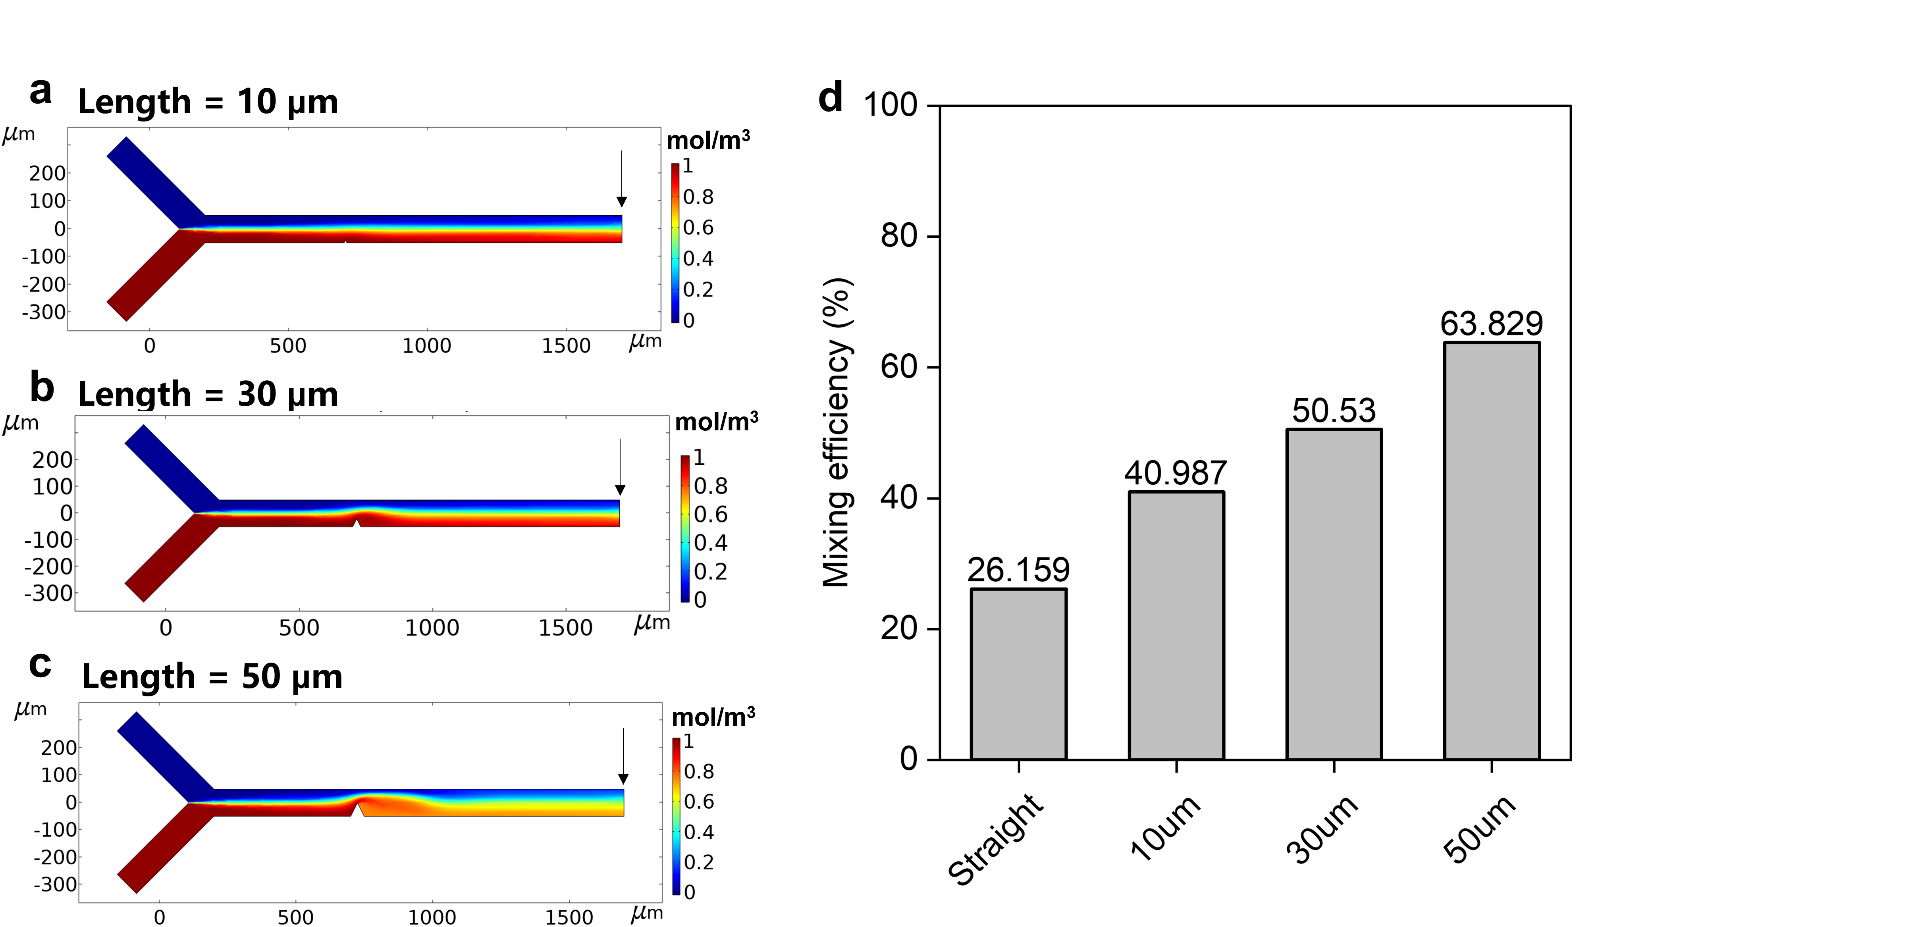 a
Length = 10 µm
µm
mol/m³
200
100
0
-100
-200
-300
0
500
1000
1500
µm
1
0.8
0.6
0.4
0.2
0
b
Length = 30 µm
µm
mol/m³
200
100
0
-100
-200
-300
0
500
1000
1500
µm
1
0.8
0.6
0.4
0.2
0
c
Length = 50 µm
µm
mol/m³
200
100
0
-100
-200
-300
0
500
1000
1500
µm
1
0.8
0.6
0.4
0.2
0
d
Mixing efficiency (%)
100
80
60
40
20
0
26.159
40.987
50.53
63.829
Straight
10um
30um
50um